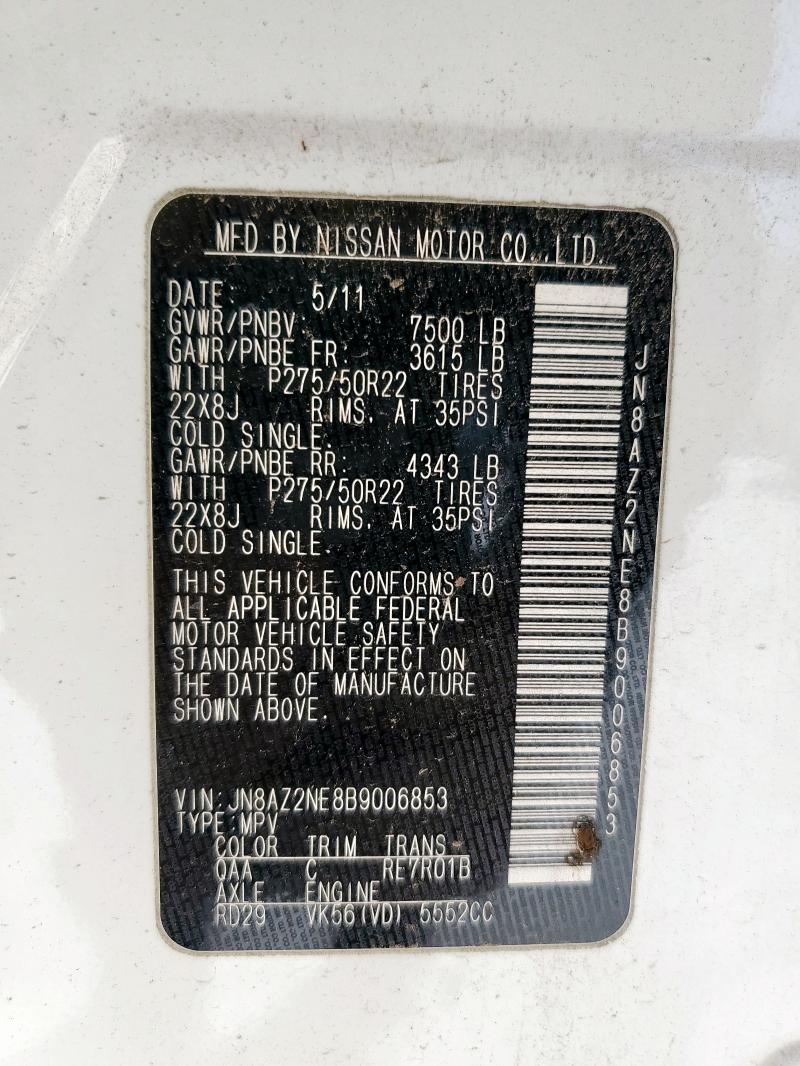 MFD BY NISSAN MOTOR CO.,LTD.
DATE: 5/11
GVWR/PNBV: 7500 LB
GAWR/PNBE FR: 3615 LB
WITH P275/50R22 TIRES
22X8J RIMS, AT 35PSI
COLD SINGLE.
GAWR/PNBE RR: 4343 LB
WITH P275/50R22 TIRES
22X8J RIMS, AT 35PSI
COLD SINGLE.
THIS VEHICLE CONFORMS TO
ALL APPLICABLE FEDERAL
MOTOR VEHICLE SAFETY
STANDARDS IN EFFECT ON
THE DATE OF MANUFACTURE
SHOWN ABOVE.
VIN:JN8AZ2NE8B9006853
TYPE:MPV
COLOR TRIM TRANS
QAA C RE7R01B
AXLE ENGINE
RD29 VK56(VD) 5552CC
JN8AZ2NE8B9006853